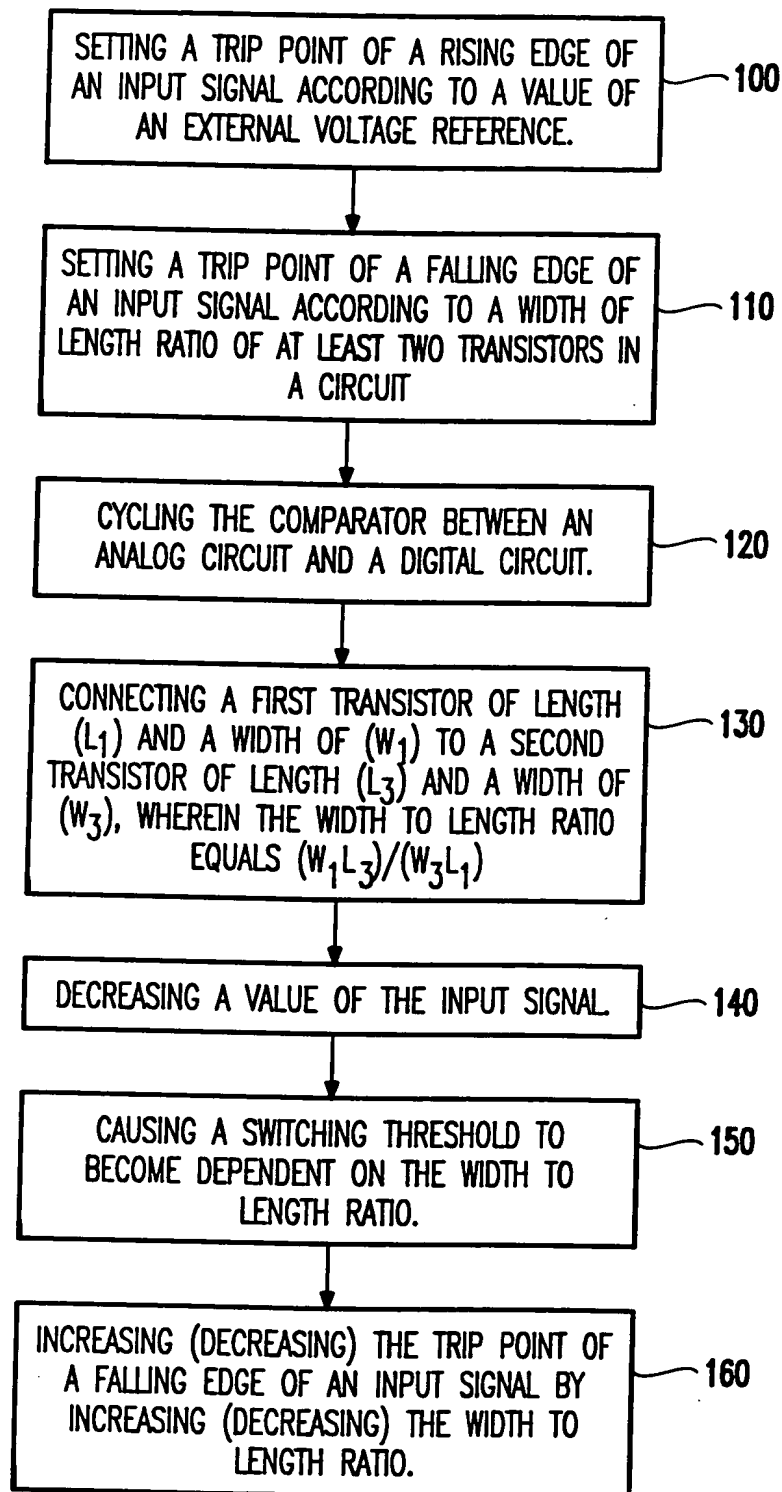 SETTING A TRIP POINT OF A RISING EDGE OF
AN INPUT SIGNAL ACCORDING TO A VALUE OF
AN EXTERNAL VOLTAGE REFERENCE.
100
SETTING A TRIP POINT OF A FALLING EDGE OF
AN INPUT SIGNAL ACCORDING TO A WIDTH OF
LENGTH RATIO OF AT LEAST TWO TRANSISTORS IN
A CIRCUIT
110
CYCLING THE COMPARATOR BETWEEN AN
ANALOG CIRCUIT AND A DIGITAL CIRCUIT.
120
CONNECTING A FIRST TRANSISTOR OF LENGTH
(L1) AND A WIDTH OF (W1) TO A SECOND
TRANSISTOR OF LENGTH (L3) AND A WIDTH OF
(W3), WHEREIN THE WIDTH TO LENGTH RATIO
EQUALS (W1L3)/(W3L1)
130
DECREASING A VALUE OF THE INPUT SIGNAL.
140
CAUSING A SWITCHING THRESHOLD TO
BECOME DEPENDENT ON THE WIDTH TO
LENGTH RATIO.
150
INCREASING (DECREASING) THE TRIP POINT OF
A FALLING EDGE OF AN INPUT SIGNAL BY
INCREASING (DECREASING) THE WIDTH TO
LENGTH RATIO.
160